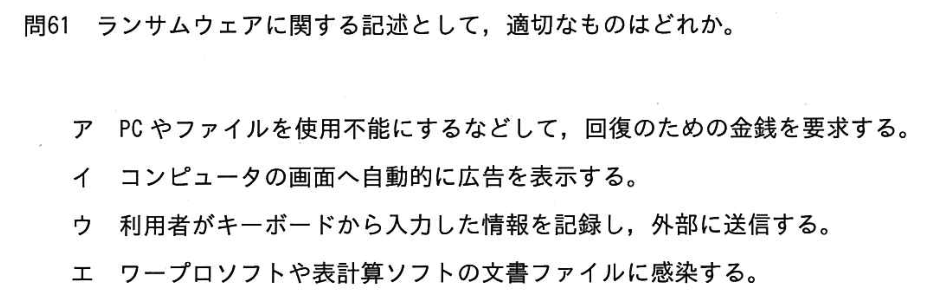 問61　ランサムウェアに関する記述として，適切なものはどれか。
ア　PCやファイルを使用不能にするなどして，回復のための金銭を要求する。
イ　コンピュータの画面へ自動的に広告を表示する。
ウ　利用者がキーボードから入力した情報を記録し，外部に送信する。
エ　ワープロソフトや表計算ソフトの文書ファイルに感染する。